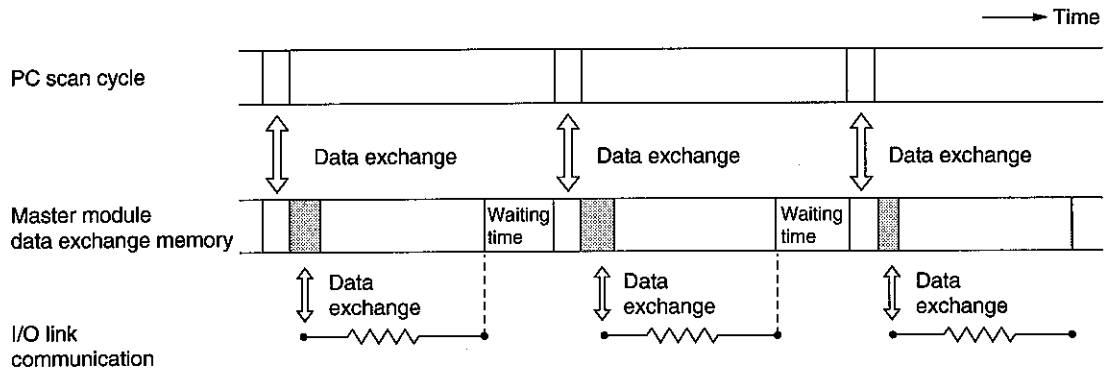 Time
PC scan cycle
Data exchange
Data exchange
Data exchange
Master module
data exchange memory
Waiting
time
Waiting
time
Data
exchange
Data
exchange
Data
exchange
I/O link
communication